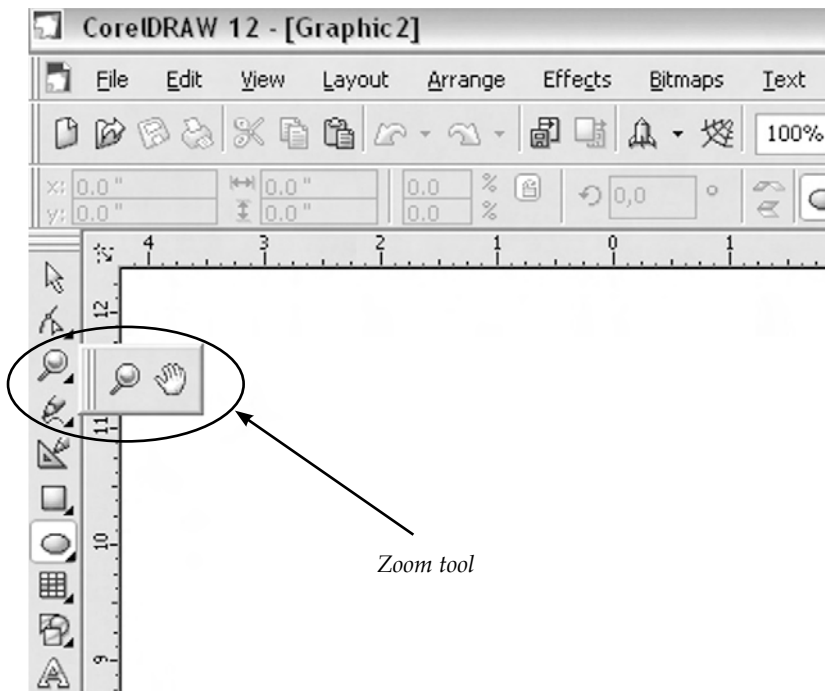 CorelDRAW 12 - [Graphic2]
File Edit View Layout Arrange Effects Bitmaps Text
100%
x: 0.0 " 0.0 " 0.0 % 0,0 °
y: 0.0 " 0.0 " 0.0 %
4 3 2 1 0 1
12
11
10
9
Zoom tool